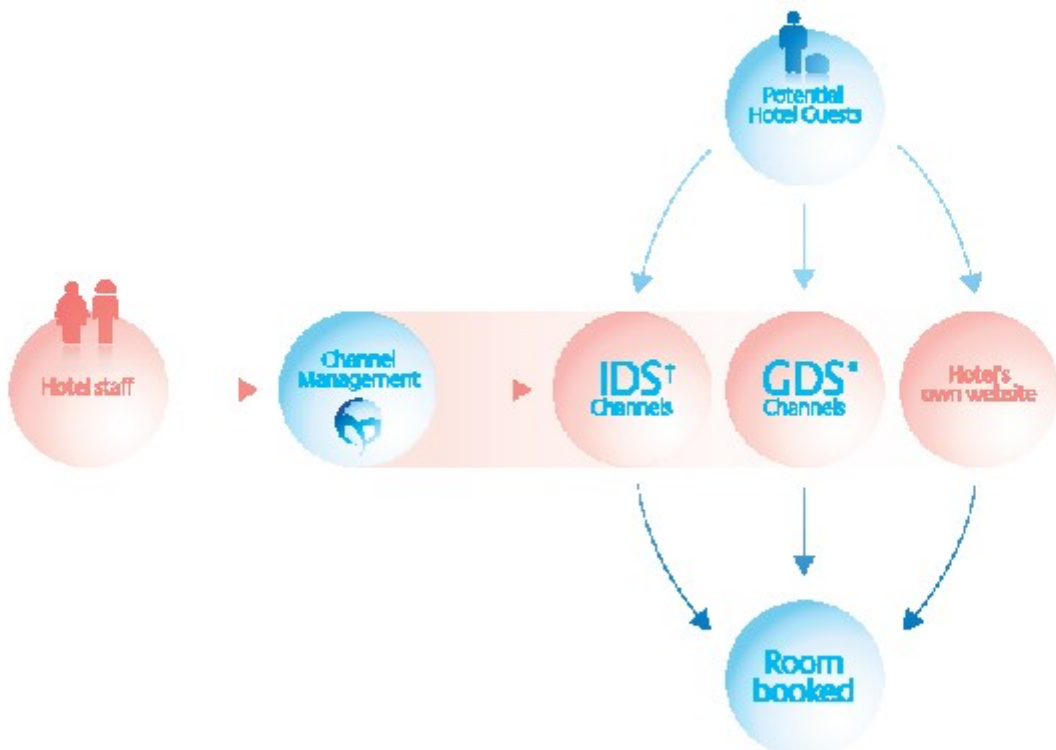 Potential
Hotel Guests
Hotel staff
Channel
Management
IDS†
Channels
GDS*
Channels
Hotel's
own website
Room
booked